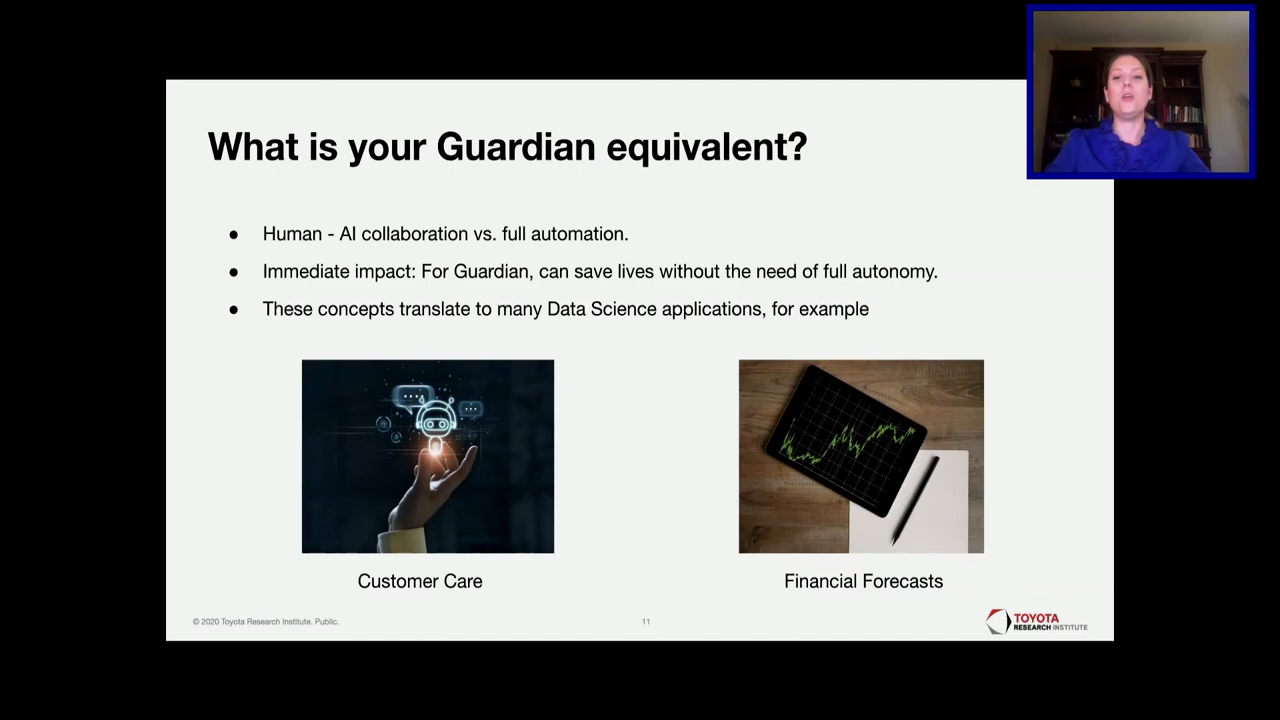 What is your Guardian equivalent?
● Human - AI collaboration vs. full automation.
● Immediate impact: For Guardian, can save lives without the need of full autonomy.
● These concepts translate to many Data Science applications, for example
Customer Care
Financial Forecasts
© 2020 Toyota Research Institute. Public.
11
TOYOTA
RESEARCH INSTITUTE